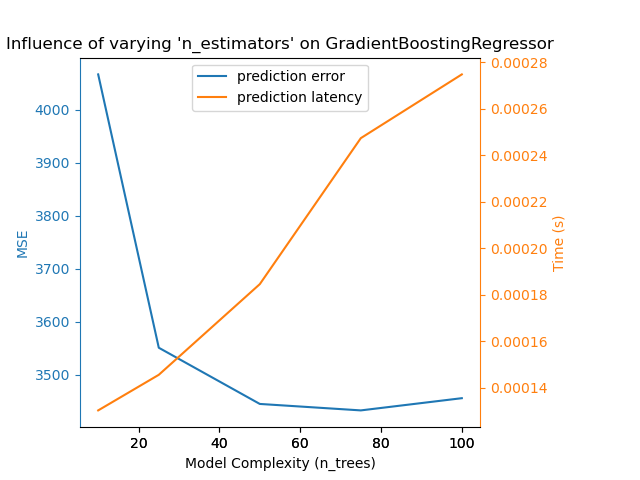 Influence of varying 'n_estimators' on GradientBoostingRegressor
prediction error
prediction latency
MSE
4000
3900
3800
3700
3600
3500
0.00028
0.00026
0.00024
0.00022
0.00020
0.00018
0.00016
0.00014
Time (s)
20 40 60 80 100
Model Complexity (n_trees)